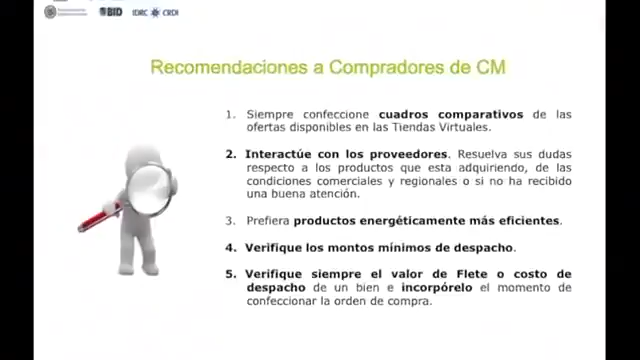 BID
IDRC CRDI
Recomendaciones a Compradores de CM
1. Siempre confeccione cuadros comparativos de las
ofertas disponibles en las Tiendas Virtuales.
2. Interactúe con los proveedores. Resuelva sus dudas
respecto a los productos que esta adquiriendo, de las
condiciones comerciales y regionales o si no ha recibido
una buena atención.
3. Prefiera productos energéticamente más eficientes.
4. Verifique los montos mínimos de despacho.
5. Verifique siempre el valor de Flete o costo de
despacho de un bien e incorpórelo el momento de
confeccionar la orden de compra.